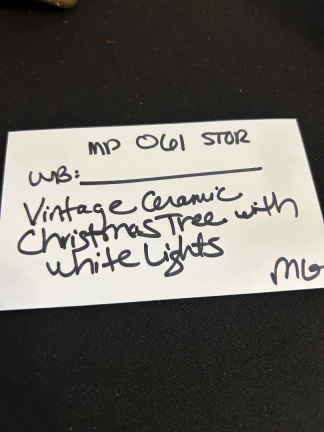 MP 061 STOR
WB:
Vintage Ceramic
Christmas Tree with
White Lights
MG